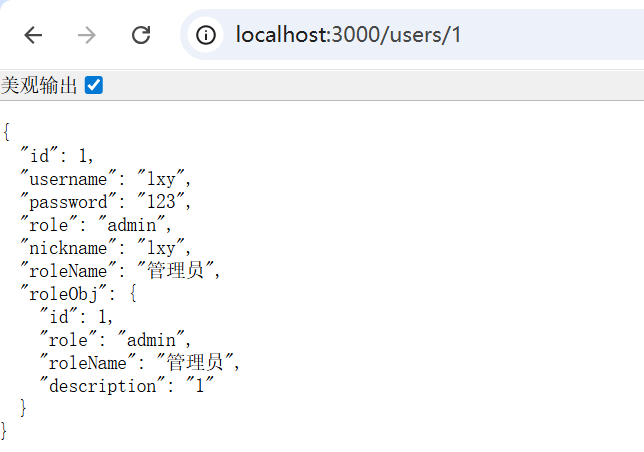 localhost:3000/users/1
美观输出
{
  "id": 1,
  "username": "lxy",
  "password": "123",
  "role": "admin",
  "nickname": "lxy",
  "roleName": "管理员",
  "roleObj": {
    "id": 1,
    "role": "admin",
    "roleName": "管理员",
    "description": "1"
  }
}